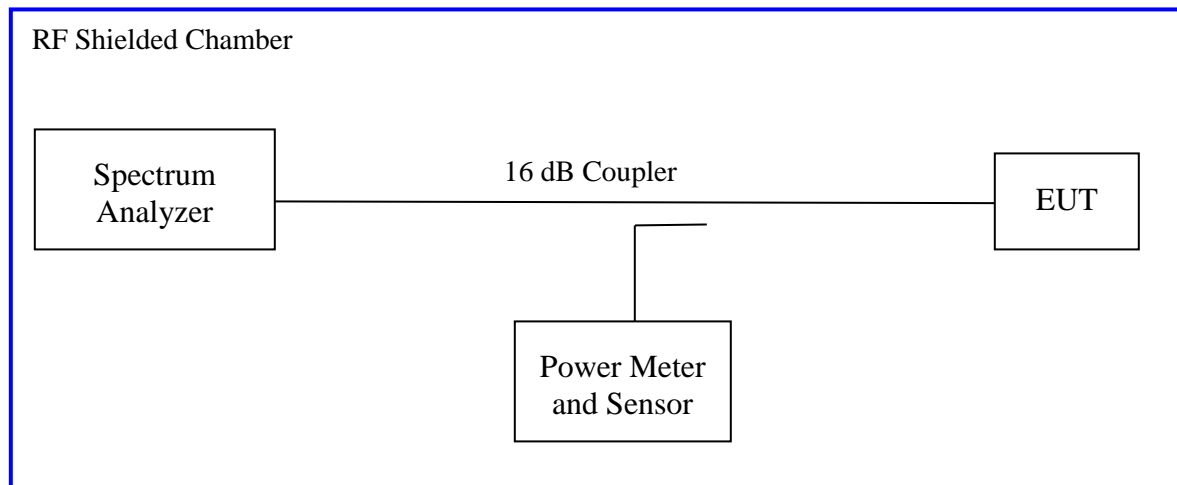 RF Shielded Chamber
Spectrum
Analyzer
16 dB Coupler
EUT
Power Meter
and Sensor